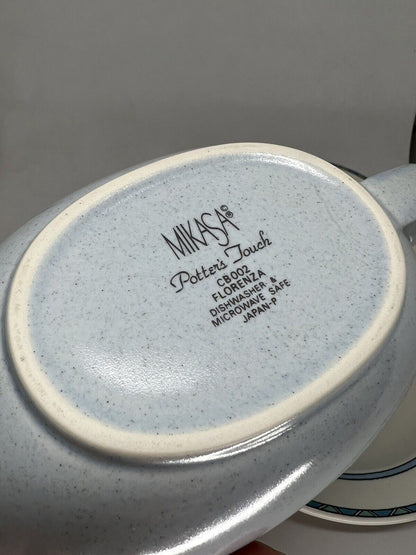 MIKASA©®
Potter's Touch
CB002
FLORENZA
DISHWASHER &
MICROWAVE SAFE
JAPAN-P